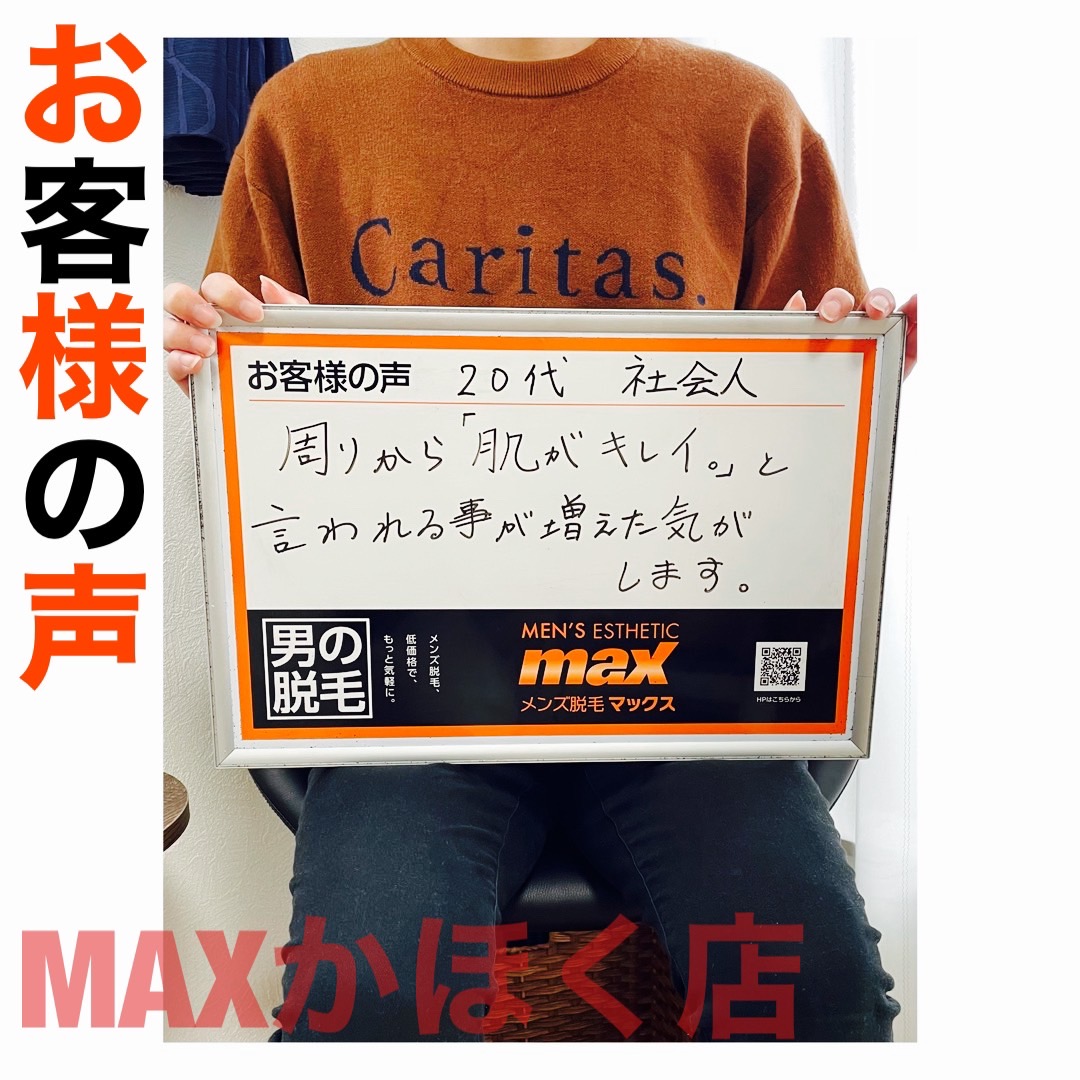 お客様の声
Caritas.
お客様の声 20代 社会人
周りから「肌がキレイ。」と
言われる事が増えた気が
します。
男の
脱毛
メンズ脱毛、
低価格で、
もっと気軽に。
MEN'S ESTHETIC
max
メンズ脱毛 マックス
HPはこちらから
MAXかほく店